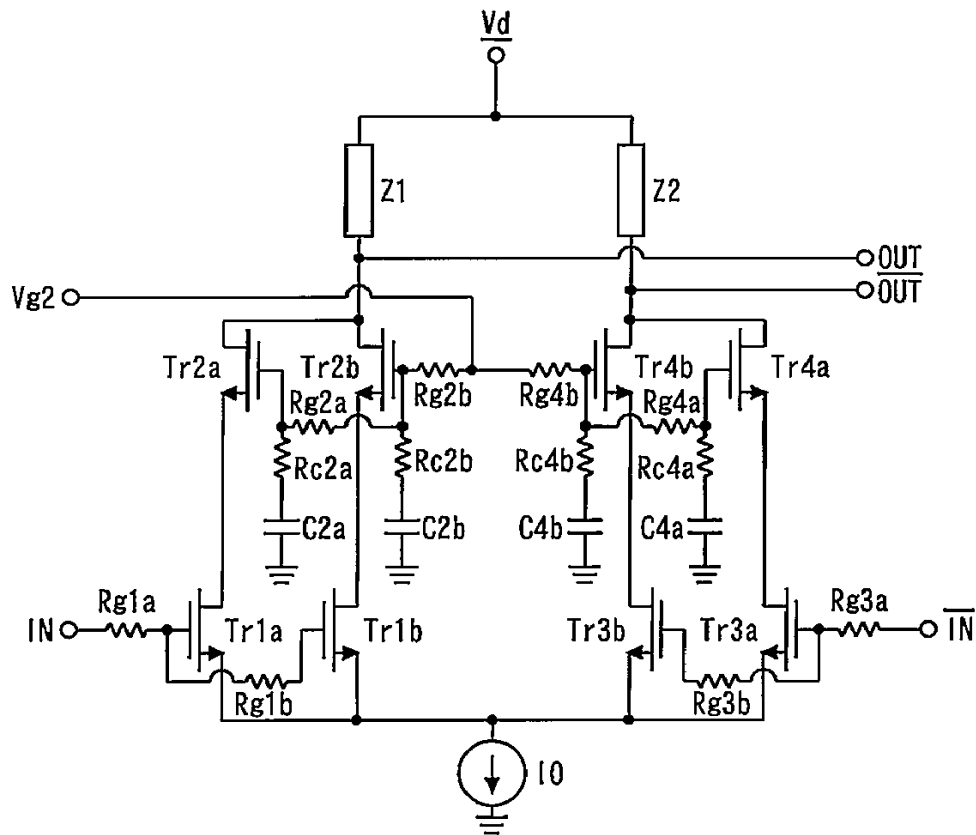 Vd
Z1
Z2
OUT
OUT
Vg2
Tr2a
Tr2b
Tr4b
Tr4a
Rg2b
Rg4b
Rg2a
Rg4a
Rc2a
Rc2b
Rc4b
Rc4a
C2a
C2b
C4b
C4a
Rg1a
Rg3a
IN
IN
Tr1a
Tr1b
Tr3b
Tr3a
Rg1b
Rg3b
I0